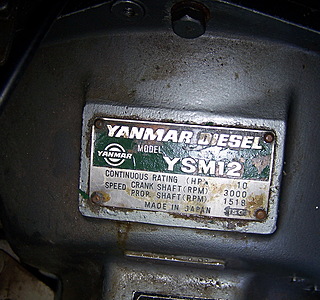 YANMAR DIESEL
MODEL
YANMAR
YSM12
CONTINUOUS RATING (HP) 10
SPEED CRANK SHAFT(RPM) 3000
PROP SHAFT(RPM) 1518
MADE IN JAPAN